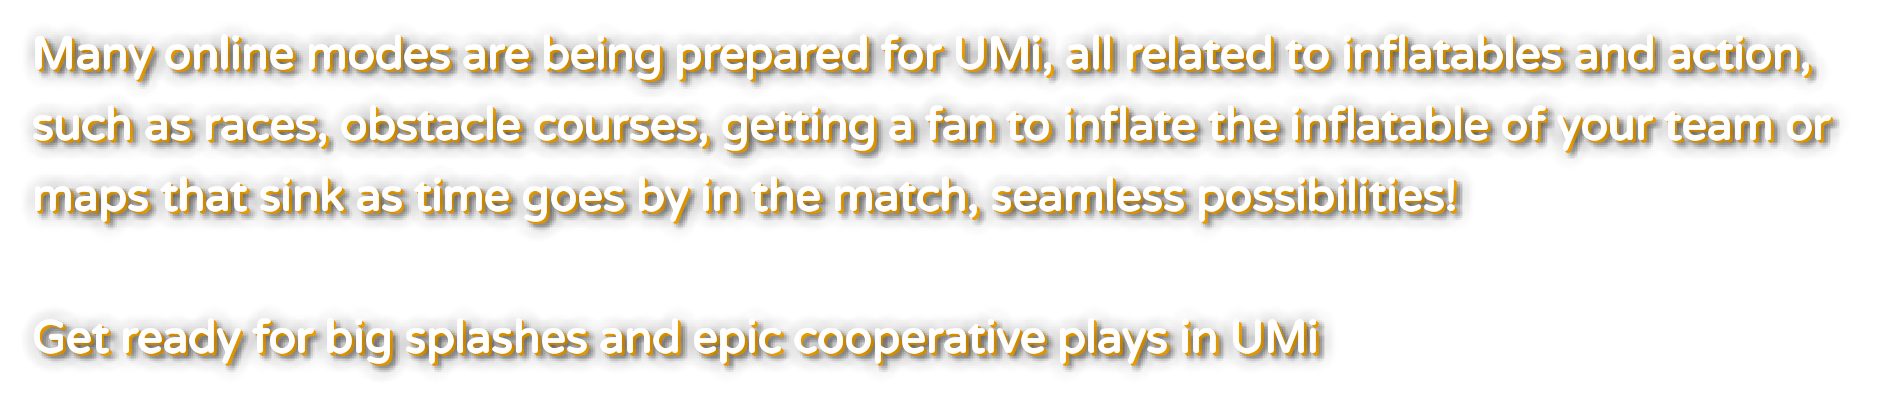 Many online modes are being prepared for UMi, all related to inflatables and action,
such as races, obstacle courses, getting a fan to inflate the inflatable of your team or
maps that sink as time goes by in the match, seamless possibilities!
Get ready for big splashes and epic cooperative plays in UMi